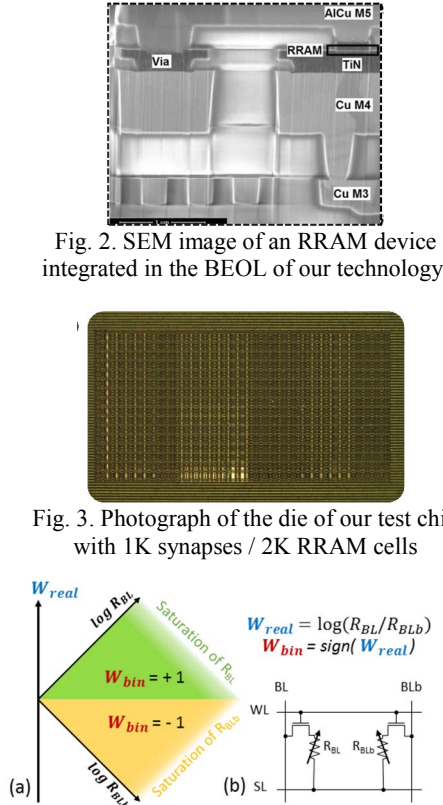 AlCu M5
RRAM
Via
TiN
Cu M4
Cu M3
Fig. 2. SEM image of an RRAM device
integrated in the BEOL of our technology
Fig. 3. Photograph of the die of our test chi
with 1K synapses / 2K RRAM cells
W_real
log R_BL
Saturation of R_BL
W_bin = + 1
W_bin = - 1
Saturation of R_BLb
log R_BLb
(a)
W_real = log(R_BL/R_BLb)
W_bin = sign( W_real)
BL BLb
WL
R_BL R_BLb
SL
(b)